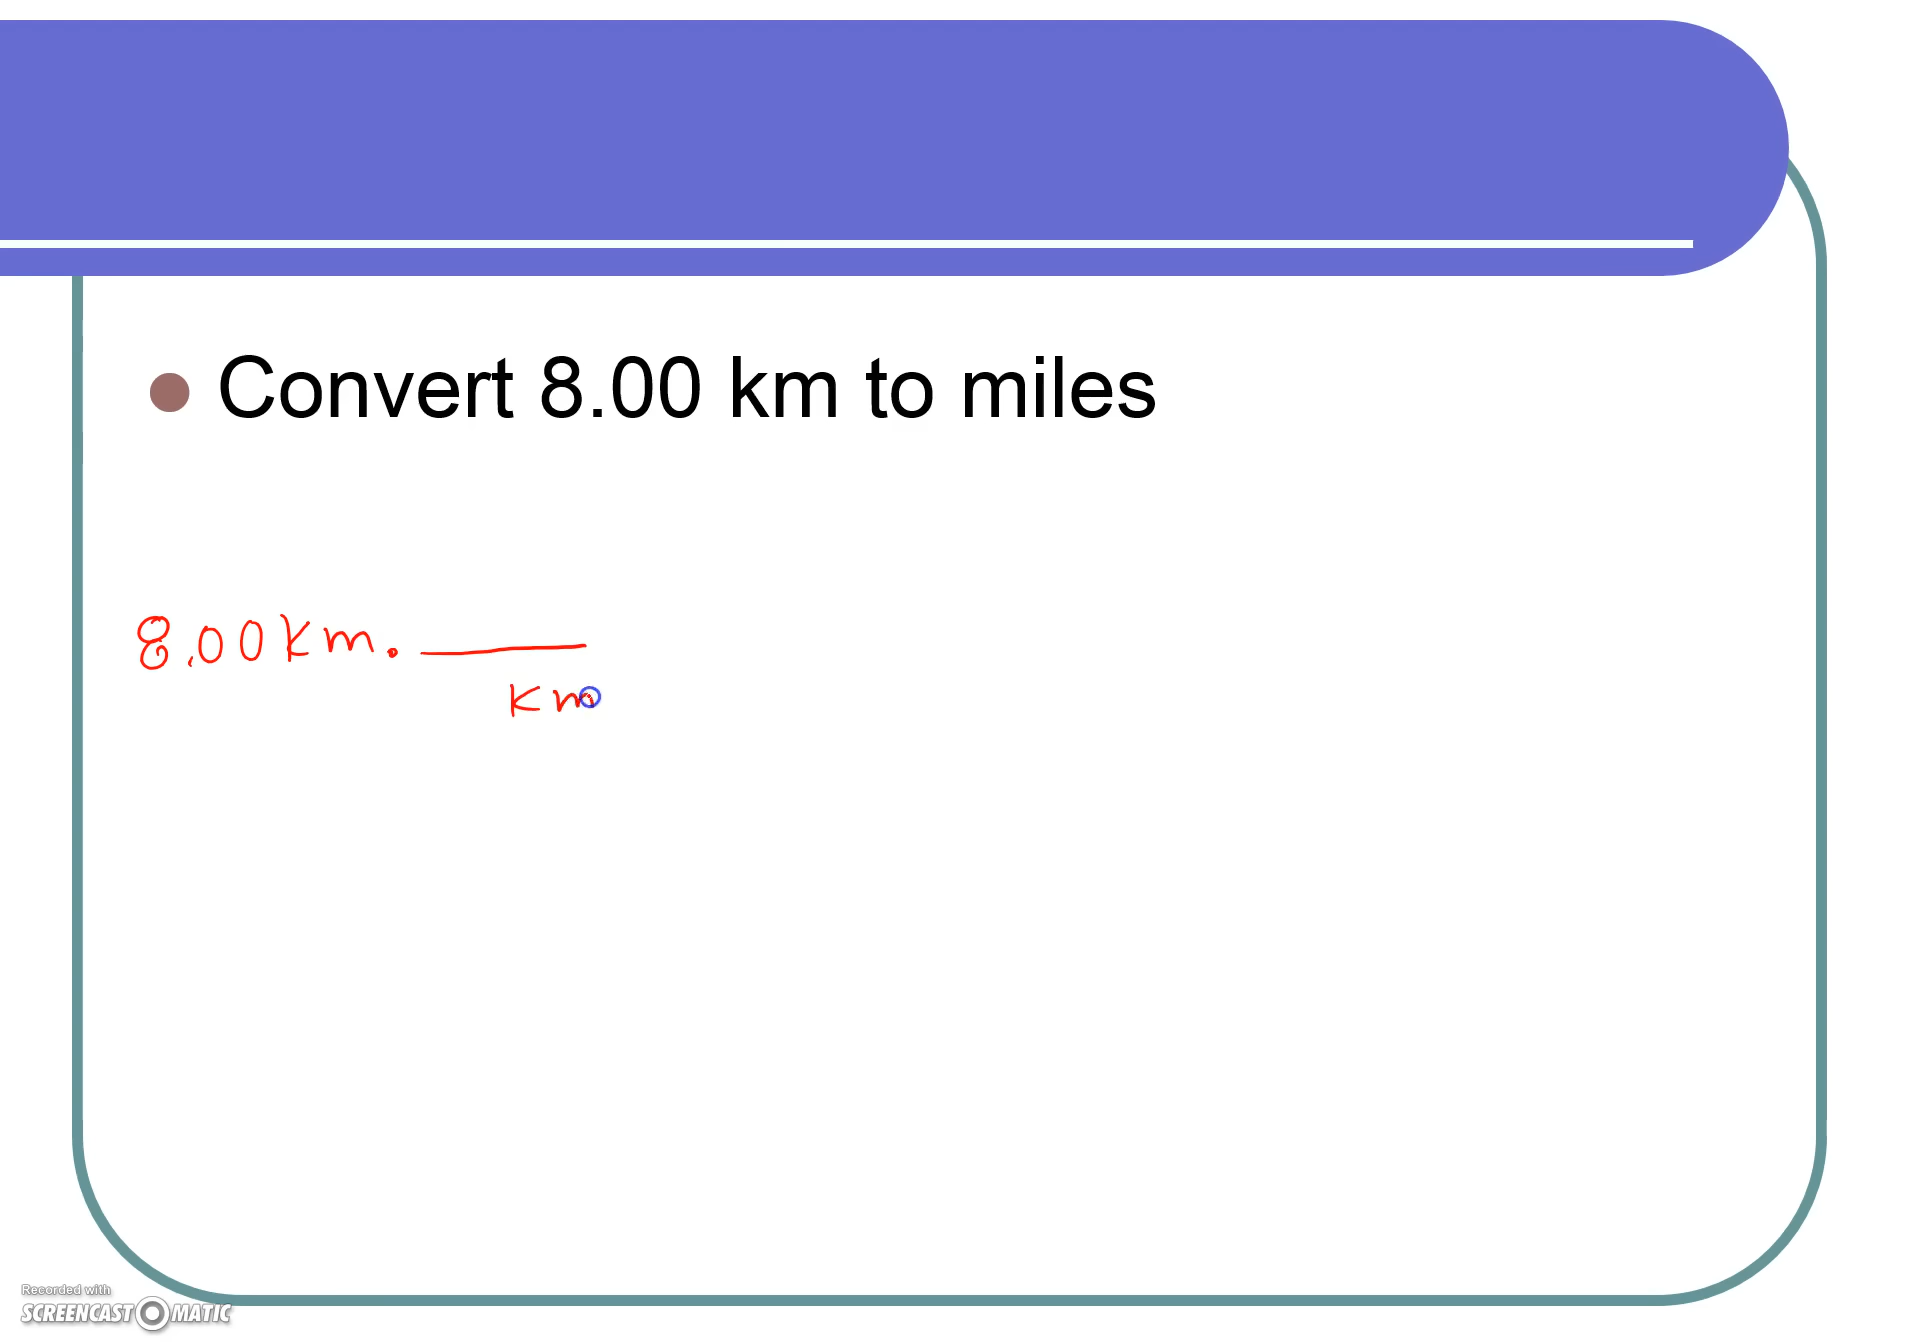 Convert 8.00 km to miles
8.00 km .
km
Recorded with
SCREENCAST MATIC